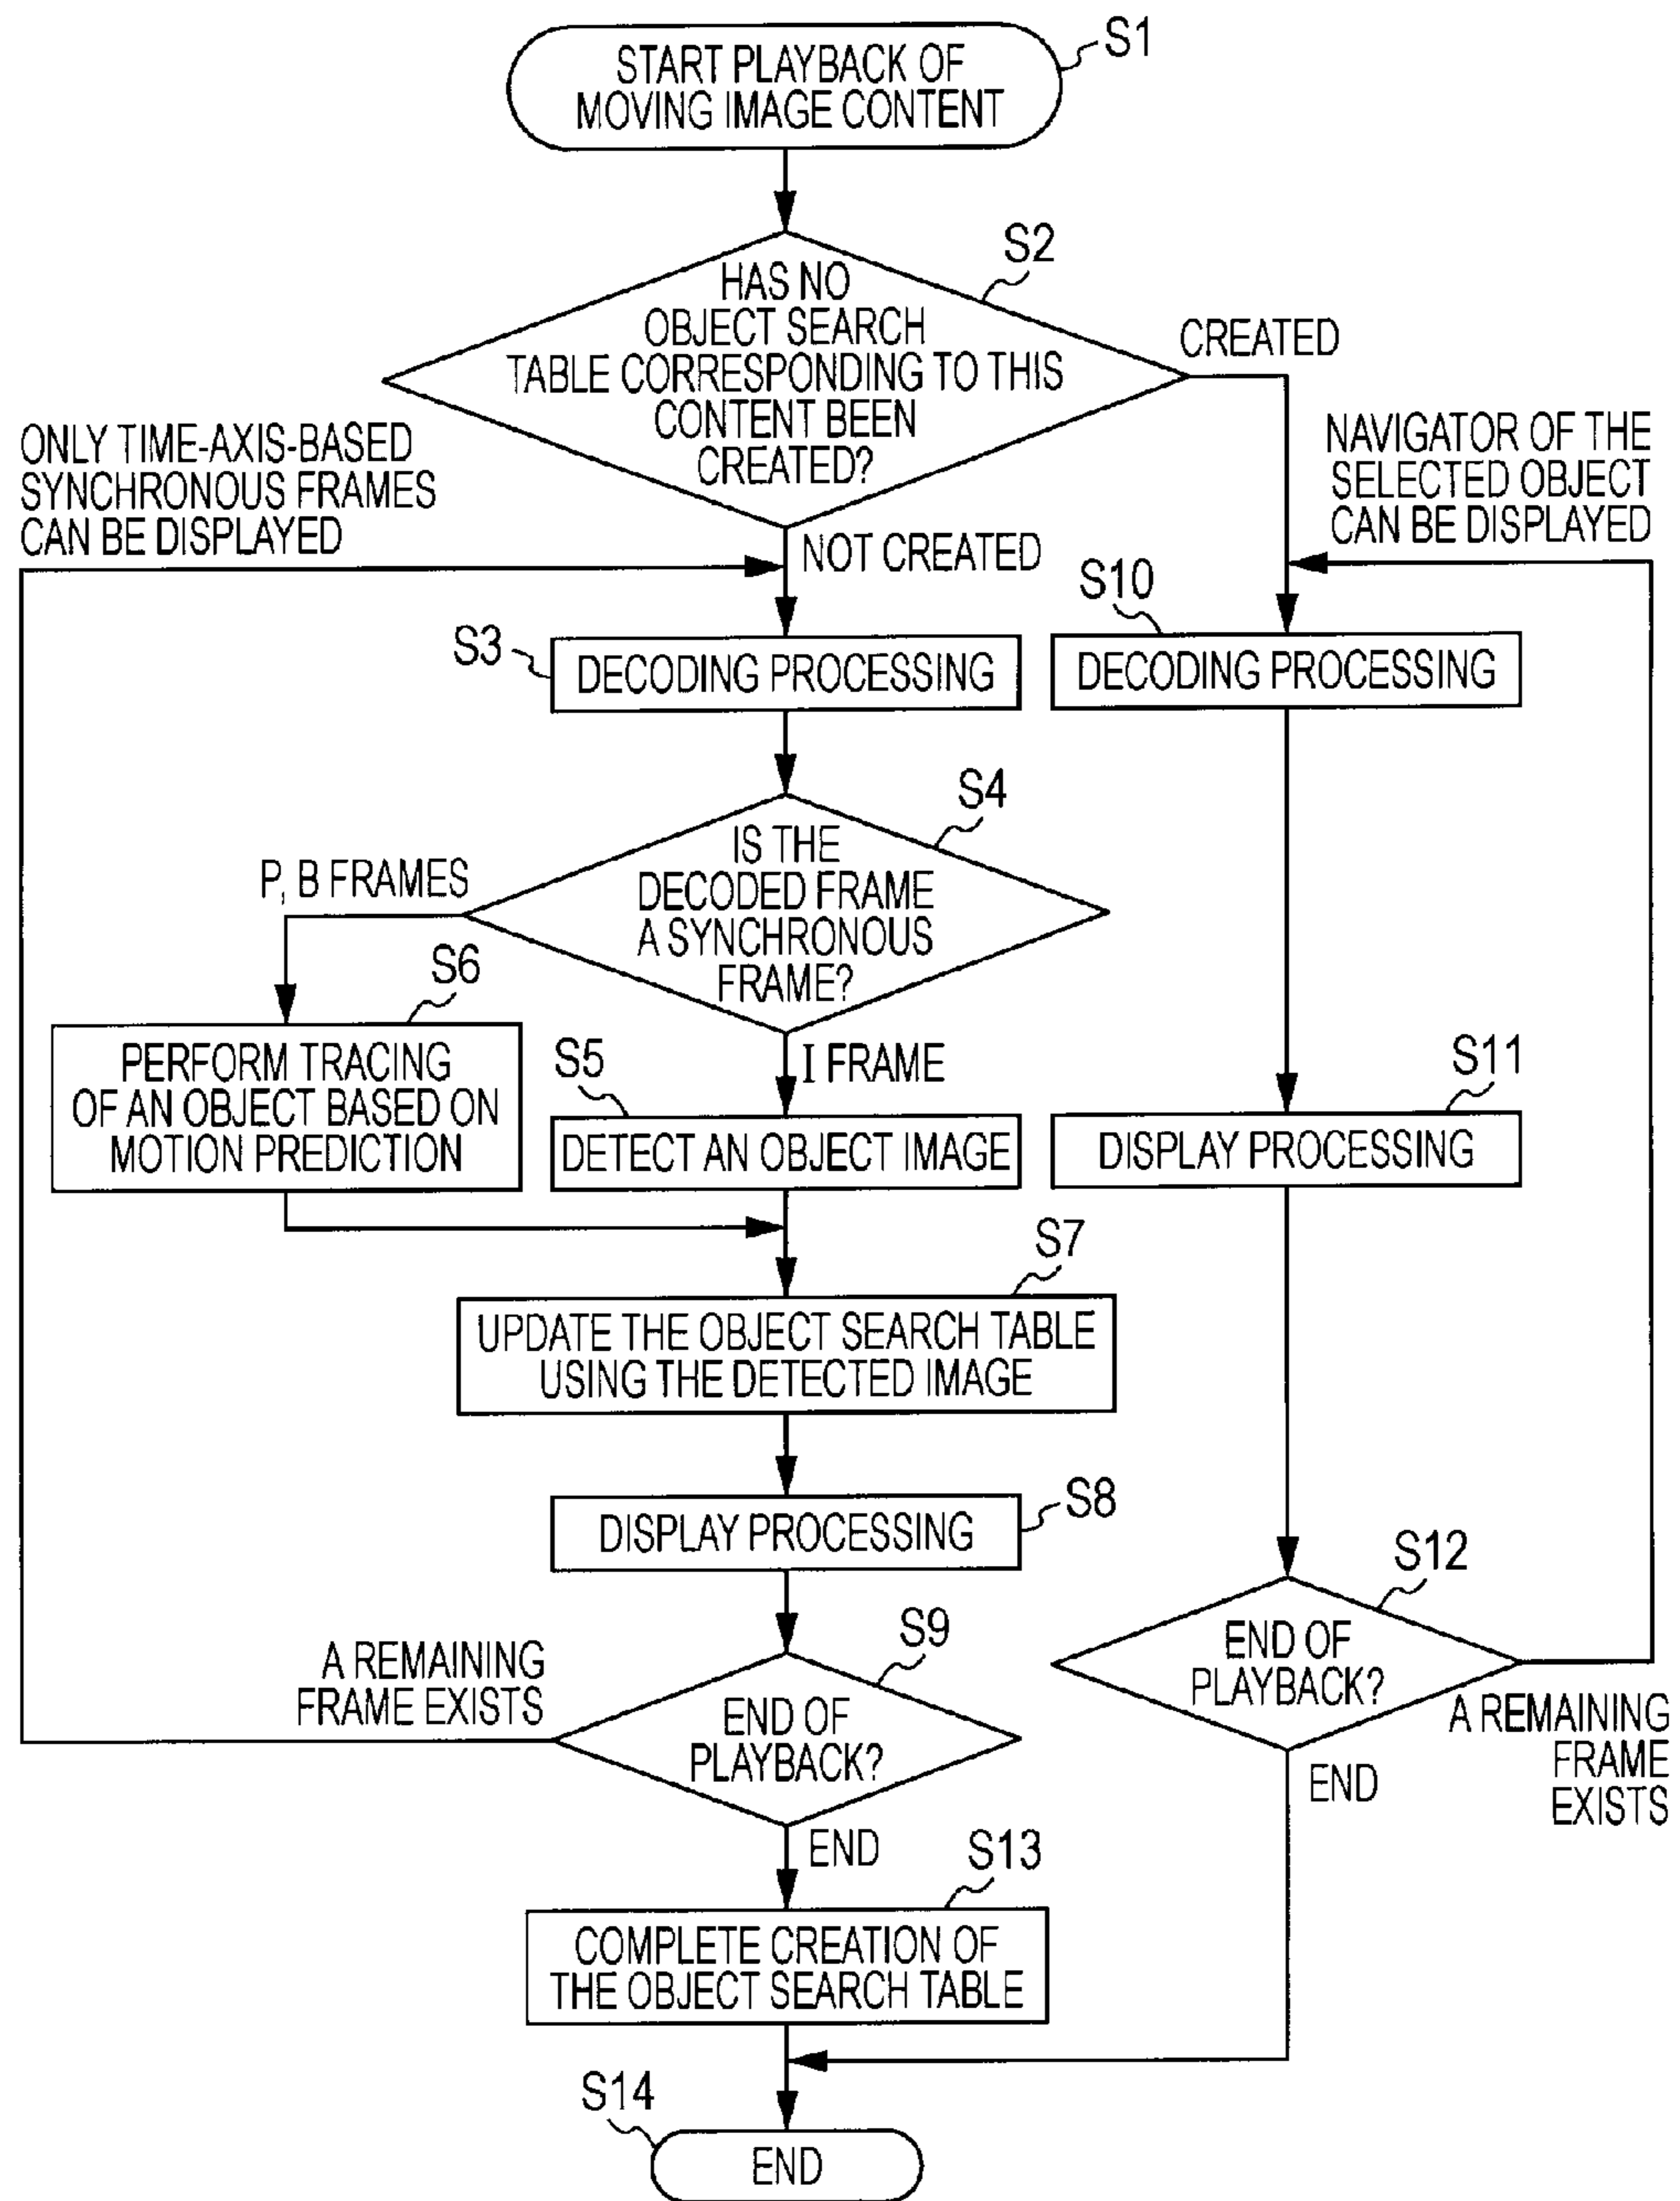 S1
START PLAYBACK OF
MOVING IMAGE CONTENT
S2
HAS NO
OBJECT SEARCH
TABLE CORRESPONDING TO THIS
CONTENT BEEN
CREATED?
CREATED
ONLY TIME-AXIS-BASED
SYNCHRONOUS FRAMES
CAN BE DISPLAYED
NAVIGATOR OF THE
SELECTED OBJECT
CAN BE DISPLAYED
NOT CREATED
S3
DECODING PROCESSING
S10
DECODING PROCESSING
S4
IS THE
DECODED FRAME
A SYNCHRONOUS
FRAME?
P, B FRAMES
S6
PERFORM TRACING
OF AN OBJECT BASED ON
MOTION PREDICTION
I FRAME
S5
DETECT AN OBJECT IMAGE
S11
DISPLAY PROCESSING
S7
UPDATE THE OBJECT SEARCH TABLE
USING THE DETECTED IMAGE
S8
DISPLAY PROCESSING
S9
END OF
PLAYBACK?
A REMAINING
FRAME EXISTS
S12
END OF
PLAYBACK?
A REMAINING
FRAME
EXISTS
END
END
S13
COMPLETE CREATION OF
THE OBJECT SEARCH TABLE
S14
END